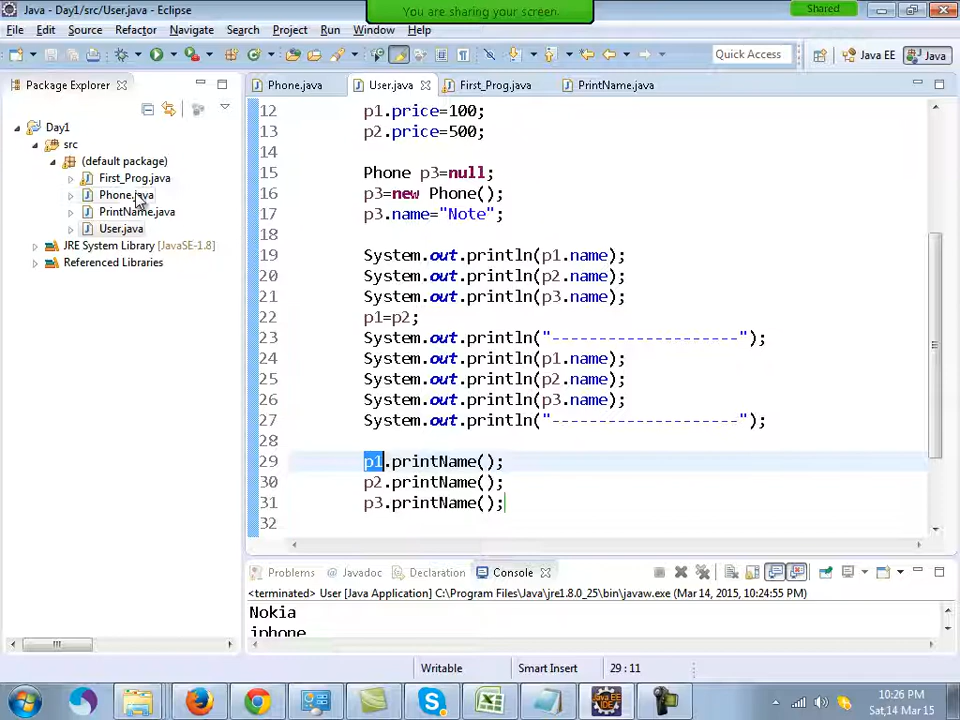 Java - Day1/src/User.java - Eclipse
You are sharing your screen.
Shared
File Edit Source Refactor Navigate Search Project Run Window Help
Quick Access
Java EE
Java
Package Explorer
Phone.java
User.java
First_Prog.java
PrintName.java
Day1
src
(default package)
First_Prog.java
Phone.java
PrintName.java
User.java
JRE System Library [JavaSE-1.8]
Referenced Libraries
12 p1.price=100;
13 p2.price=500;
14
15 Phone p3=null;
16 p3=new Phone();
17 p3.name="Note";
18
19 System.out.println(p1.name);
20 System.out.println(p2.name);
21 System.out.println(p3.name);
22 p1=p2;
23 System.out.println("--------------------");
24 System.out.println(p1.name);
25 System.out.println(p2.name);
26 System.out.println(p3.name);
27 System.out.println("--------------------");
28
29 p1.printName();
30 p2.printName();
31 p3.printName();
32
Problems @ Javadoc Declaration Console
<terminated> User [Java Application] C:\Program Files\Java\jre1.8.0_25\bin\javaw.exe (Mar 14, 2015, 10:24:55 PM)
Nokia
iphone
Writable
Smart Insert
29 : 11
10:26 PM
Sat,14 Mar 15